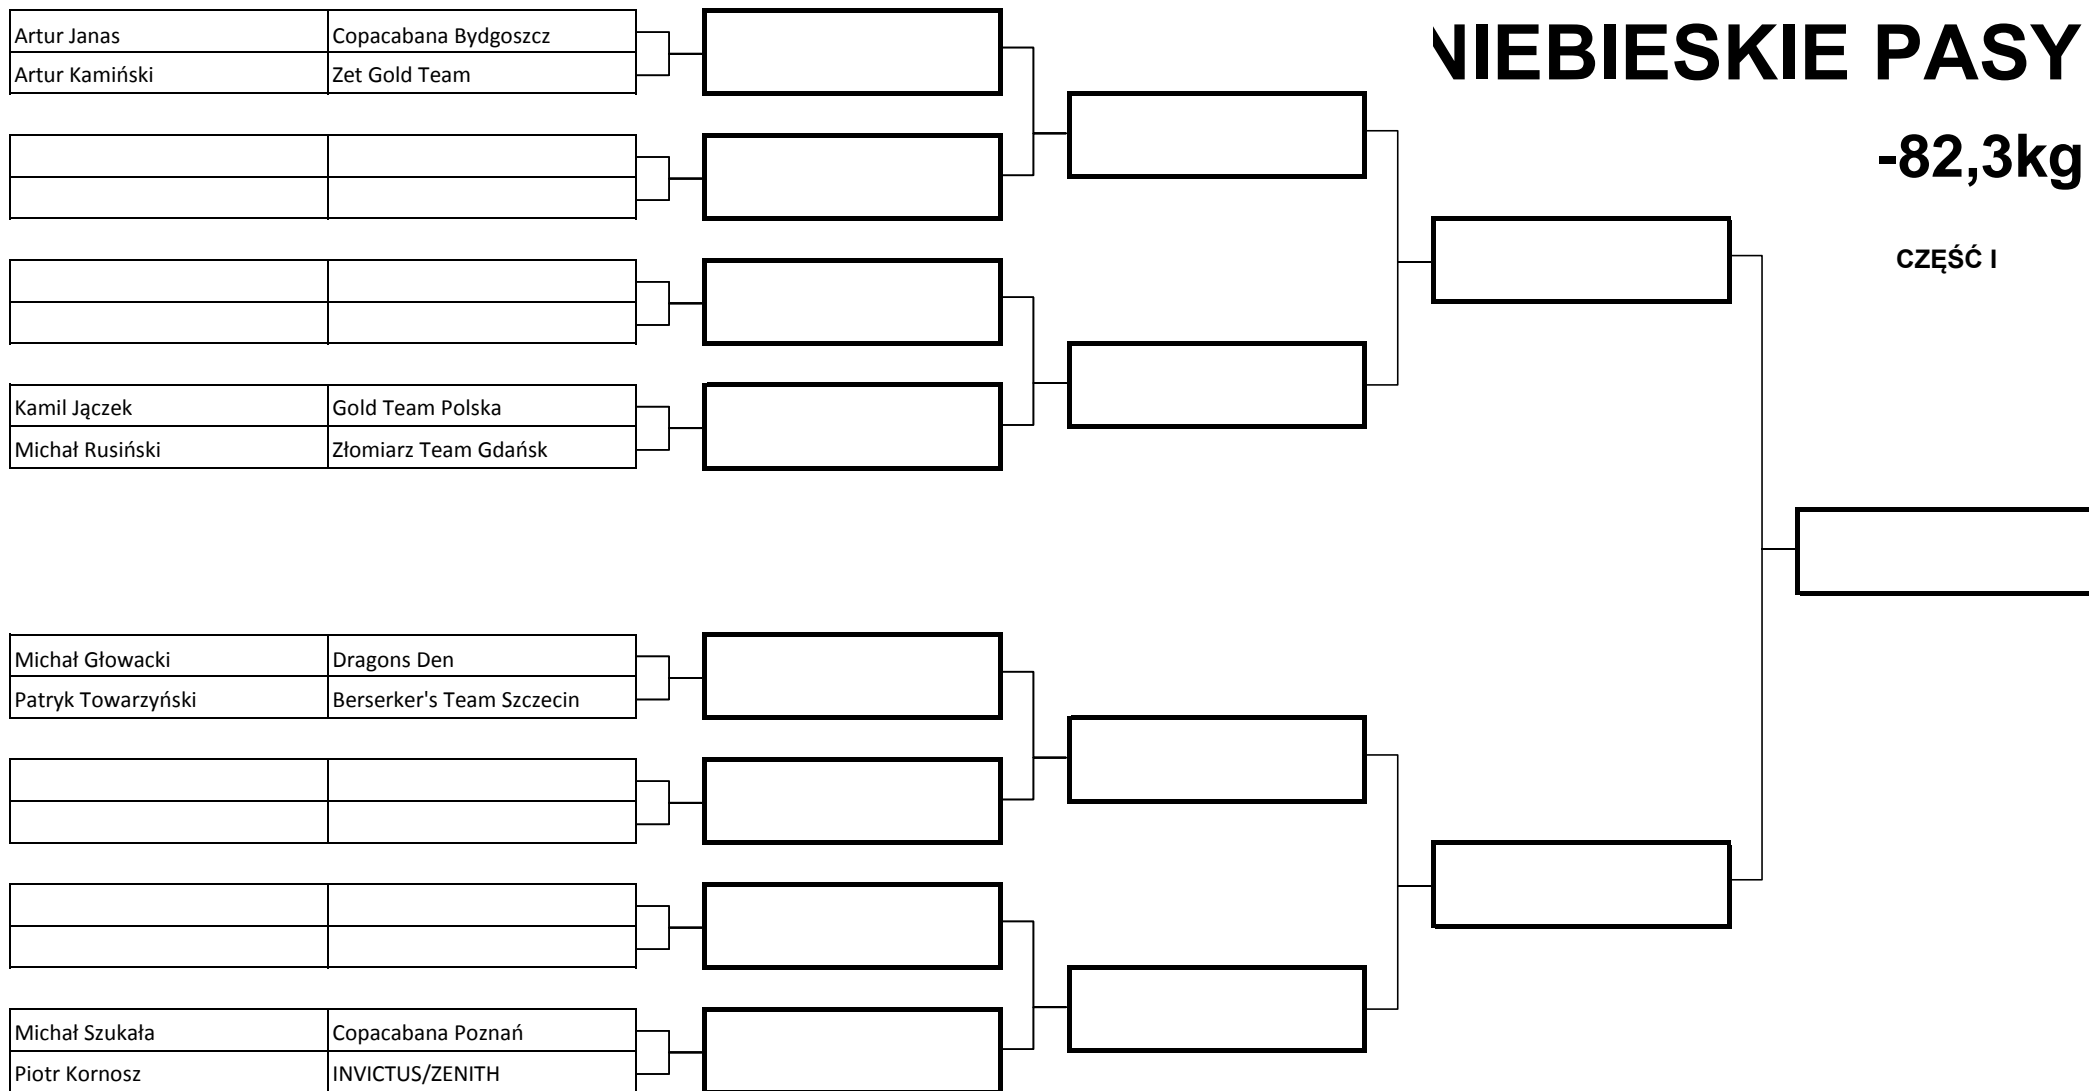 NIEBIESKIE PASY
-82,3kg
CZĘŚĆ I
Artur Janas Copacabana Bydgoszcz
Artur Kamiński Zet Gold Team
Kamil Jączek Gold Team Polska
Michał Rusiński Złomiarz Team Gdańsk
Michał Głowacki Dragons Den
Patryk Towarzyński Berserker's Team Szczecin
Michał Szukała Copacabana Poznań
Piotr Kornosz INVICTUS/ZENITH